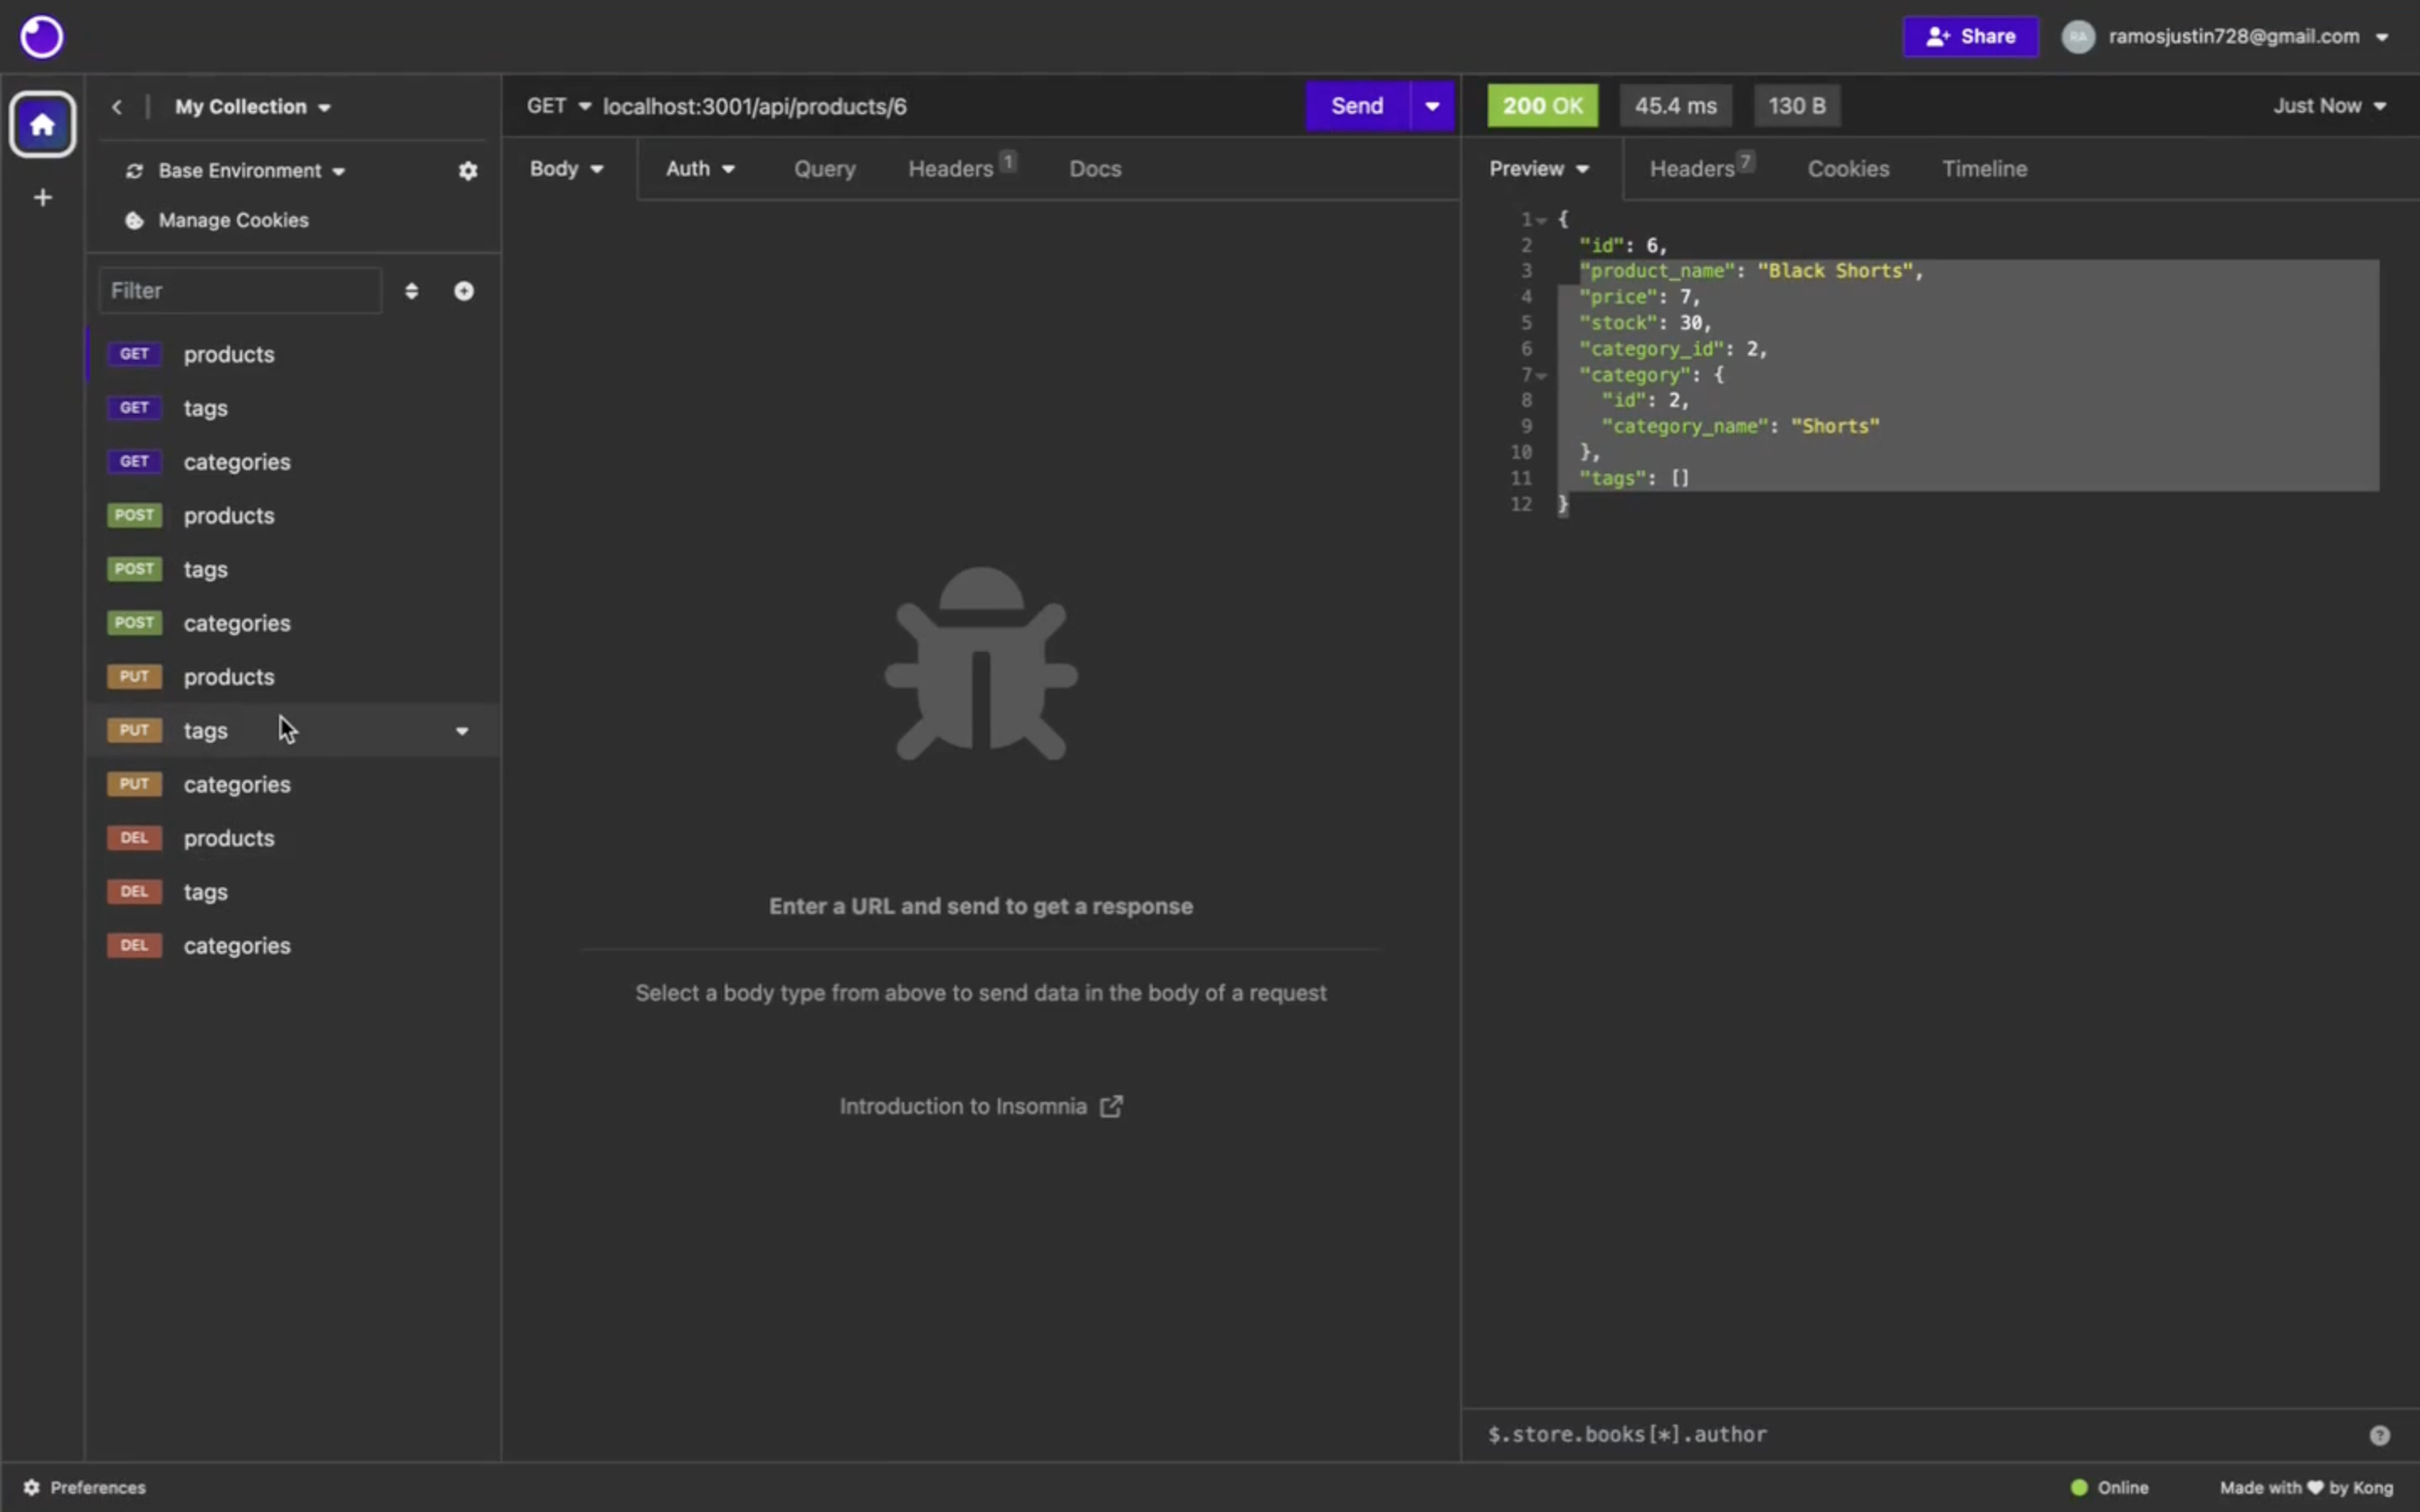 Share
RA
ramosjustin728@gmail.com
My Collection
Base Environment
Manage Cookies
Filter
GET products
GET tags
GET categories
POST products
POST tags
POST categories
PUT products
PUT tags
PUT categories
DEL products
DEL tags
DEL categories
GET localhost:3001/api/products/6
Send
Body Auth Query Headers 1 Docs
Enter a URL and send to get a response
Select a body type from above to send data in the body of a request
Introduction to Insomnia
200 OK 45.4 ms 130 B Just Now
Preview Headers 7 Cookies Timeline
1 {
2 "id": 6,
3 "product_name": "Black Shorts",
4 "price": 7,
5 "stock": 30,
6 "category_id": 2,
7 "category": {
8 "id": 2,
9 "category_name": "Shorts"
10 },
11 "tags": []
12 }
$.store.books[*].author
Preferences
Online
Made with ♥ by Kong